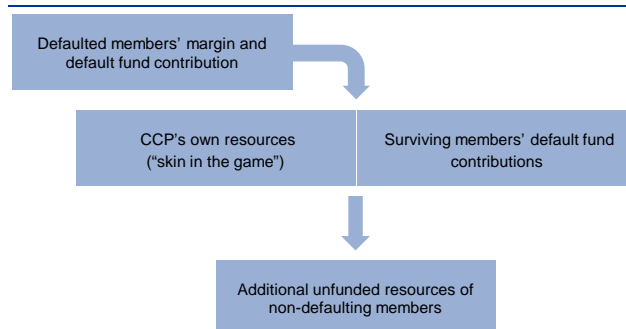 Defaulted members’ margin and
default fund contribution
CCP’s own resources
(“skin in the game”)
Surviving members’ default fund
contributions
Additional unfunded resources of
non-defaulting members